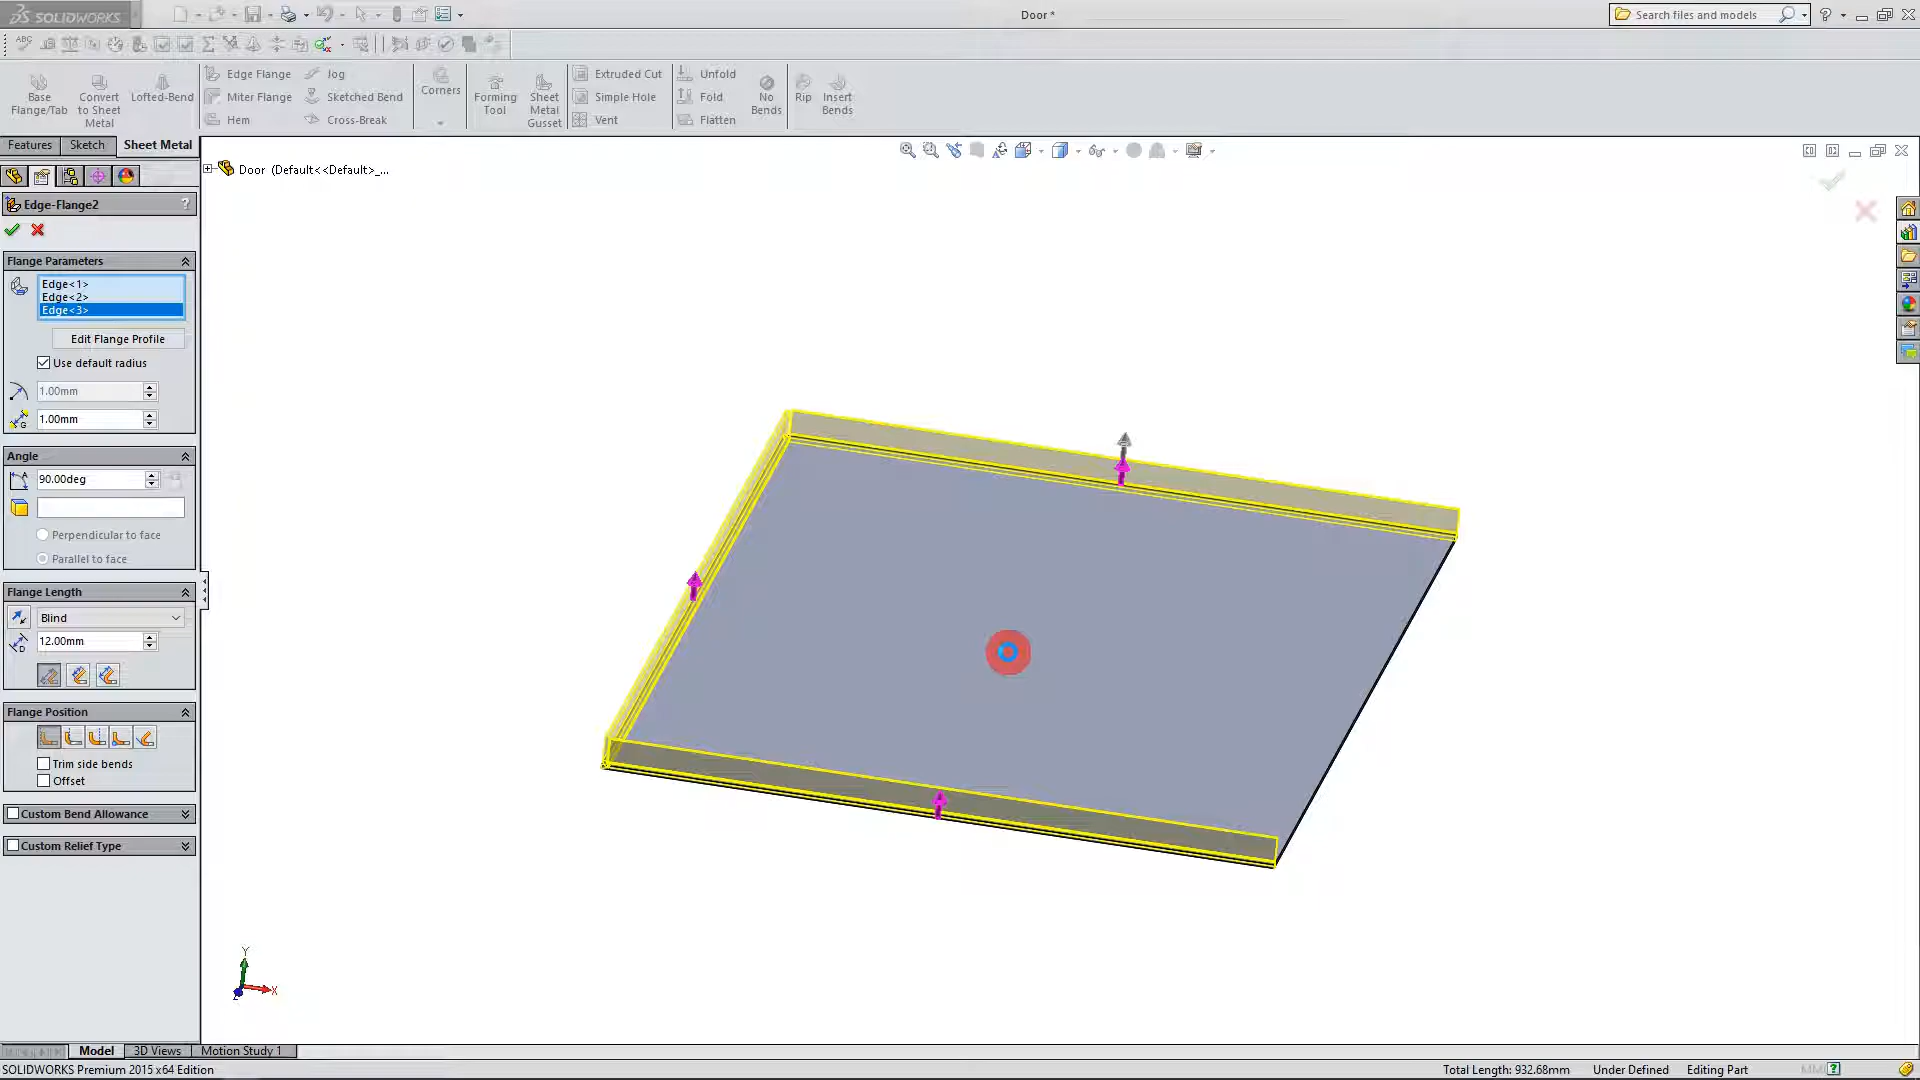 SOLIDWORKS
Door *
Search files and models
Base Flange/Tab
Convert to Sheet Metal
Lofted-Bend
Edge Flange
Miter Flange
Hem
Jog
Sketched Bend
Cross-Break
Corners
Forming Tool
Sheet Metal Gusset
Extruded Cut
Simple Hole
Vent
Unfold
Fold
Flatten
No Bends
Rip
Insert Bends
Features
Sketch
Sheet Metal
Door (Default<<Default>_...
Edge-Flange2
?
Flange Parameters
Edge<1>
Edge<2>
Edge<3>
Edit Flange Profile
Use default radius
1.00mm
1.00mm
Angle
90.00deg
Perpendicular to face
Parallel to face
Flange Length
Blind
12.00mm
Flange Position
Trim side bends
Offset
Custom Bend Allowance
Custom Relief Type
Y
X
Z
Model
3D Views
Motion Study 1
SOLIDWORKS Premium 2015 x64 Edition
Total Length: 932.68mm
Under Defined
Editing Part